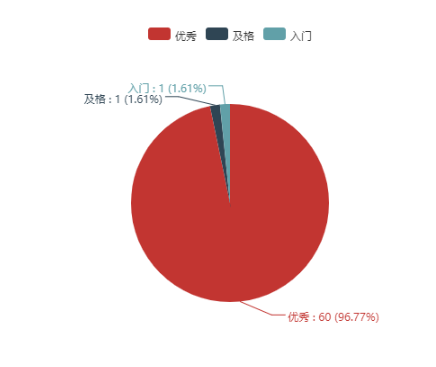 优秀 及格 入门
入门 : 1 (1.61%)
及格 : 1 (1.61%)
优秀 : 60 (96.77%)